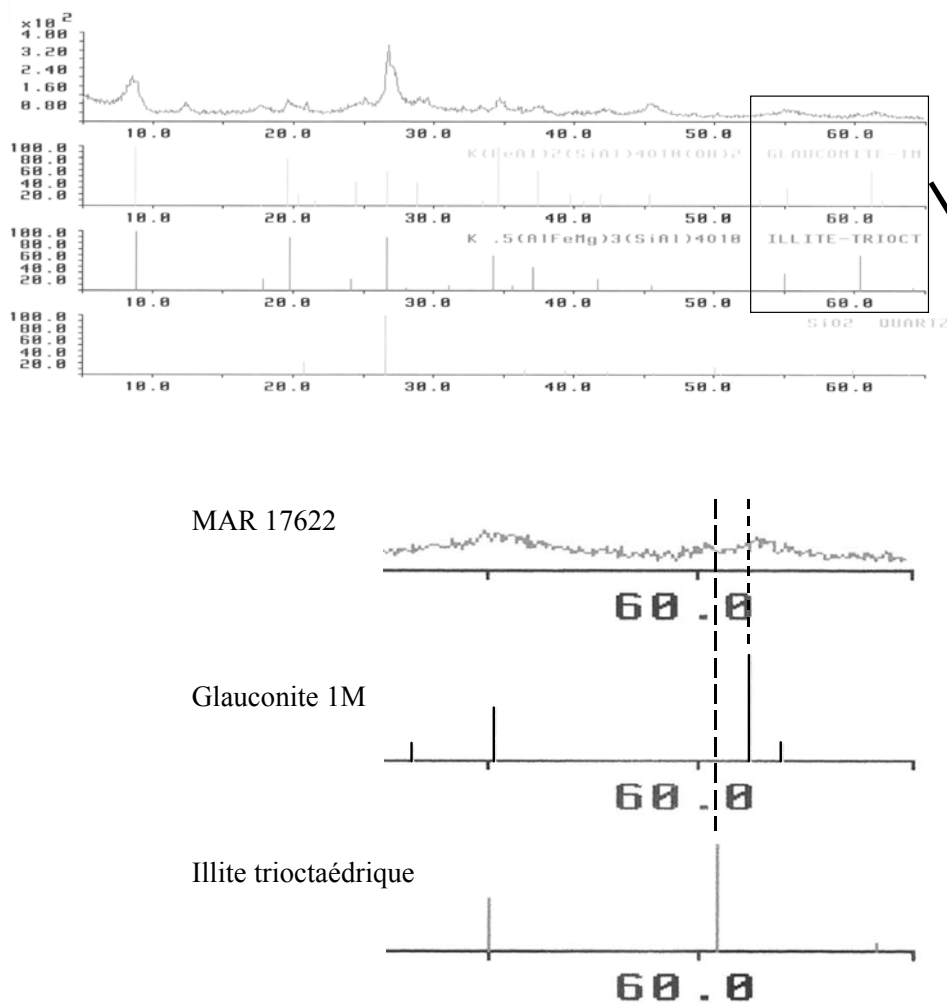 x10 2
4.00
3.20
2.40
1.60
0.80
10.0 20.0 30.0 40.0 50.0 60.0
100.0 K(FeAl)2(SiAl)4O10(OH)2 GLAUCONITE-1M
80.0
60.0
40.0
20.0
10.0 20.0 30.0 40.0 50.0 60.0
100.0 K .5(AlFeMg)3(SiAl)4O10 ILLITE-TRIOCT
80.0
60.0
40.0
20.0
10.0 20.0 30.0 40.0 50.0 60.0
SiO2 QUARTZ
100.0
80.0
60.0
40.0
20.0
10.0 20.0 30.0 40.0 50.0 60.0
MAR 17622
60.0
Glauconite 1M
60.0
Illite trioctaédrique
60.0